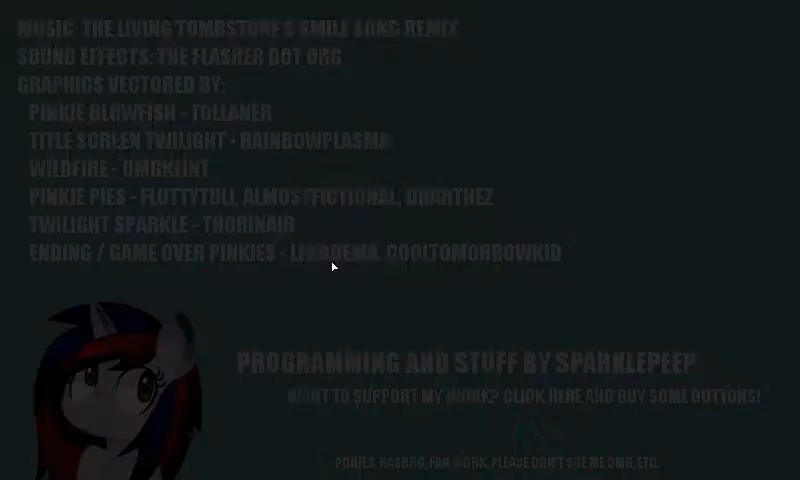 MUSIC: THE LIVING TOMBSTONE'S SMILE SONG REMIX
SOUND EFFECTS: THE FLASHER DOT ORG
GRAPHICS VECTORED BY:
PINKIE BLOWFISH - TOLLANER
TITLE SCREEN TWILIGHT - RAINBOWPLASMA
WILDFIRE - OMGKLINT
PINKIE PIES - FLUTTYTULI, ALMOSTFICTIONAL, DHARTHEZ
TWILIGHT SPARKLE - THORINAIR
ENDING / GAME OVER PINKIES - COOLTOMORROWKID
PROGRAMMING AND STUFF BY SPARKLEPEEP
WANT TO SUPPORT MY WORK? CLICK HERE AND BUY SOME BUTTONS!
PONIES, HASBRO, FAN WORK, PLEASE DON'T SUE ME OMG, ETC.